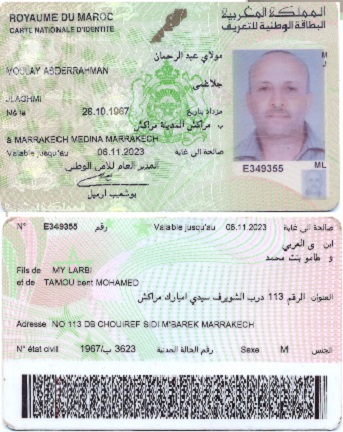 ROYAUME DU MAROC
المملكة المغربية
CARTE NATIONALE D'IDENTITE
البطاقة الوطنية للتعريف
مولاي عبد الرحمان
MOULAY ABDERRAHMAN
جلاغمي
JLAGHMI
Né le 26.10.1967 مزداد بتاريخ
ب مراكش المدينة مراكش
à MARRAKECH MEDINA MARRAKECH
Valable jusqu'au 06.11.2023 صالحة الى غاية
المدير العام للأمن الوطني
بوشعيب ارميل
E349355
N° E349355 رقم Valable jusqu'au 06.11.2023 صالحة الى غاية
العربي
و طامو بنت محمد
Fils de MY LARBI
et de TAMOU bent MOHAMED
العنوان الرقم 113 درب الشويرف سيدي امبارك مراكش
Adresse NO 113 DB CHOUIREF SIDI M'BAREK MARRAKECH
N° état civil 1967/ب 3623 رقم الحالة المدنية Sexe M الجنس